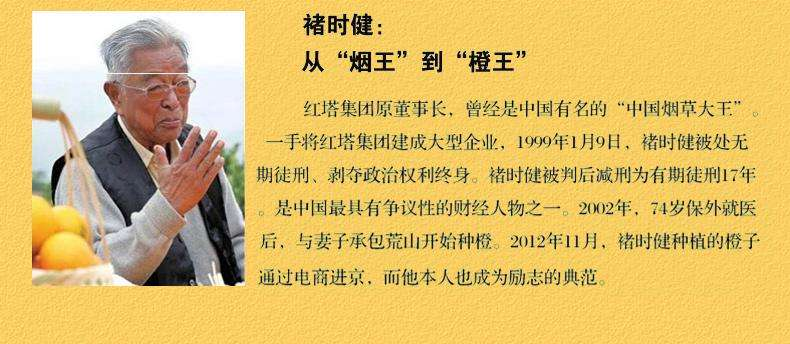 褚时健：
从“烟王”到“橙王”
红塔集团原董事长，曾经是中国有名的“中国烟草大王”。
一手将红塔集团建成大型企业，1999年1月9日，褚时健被处无
期徒刑、剥夺政治权利终身。褚时健被判后减刑为有期徒刑17年
。是中国最具有争议性的财经人物之一。2002年，74岁保外就医
后，与妻子承包荒山开始种橙。2012年11月，褚时健种植的橙子
通过电商进京，而他本人也成为励志的典范。